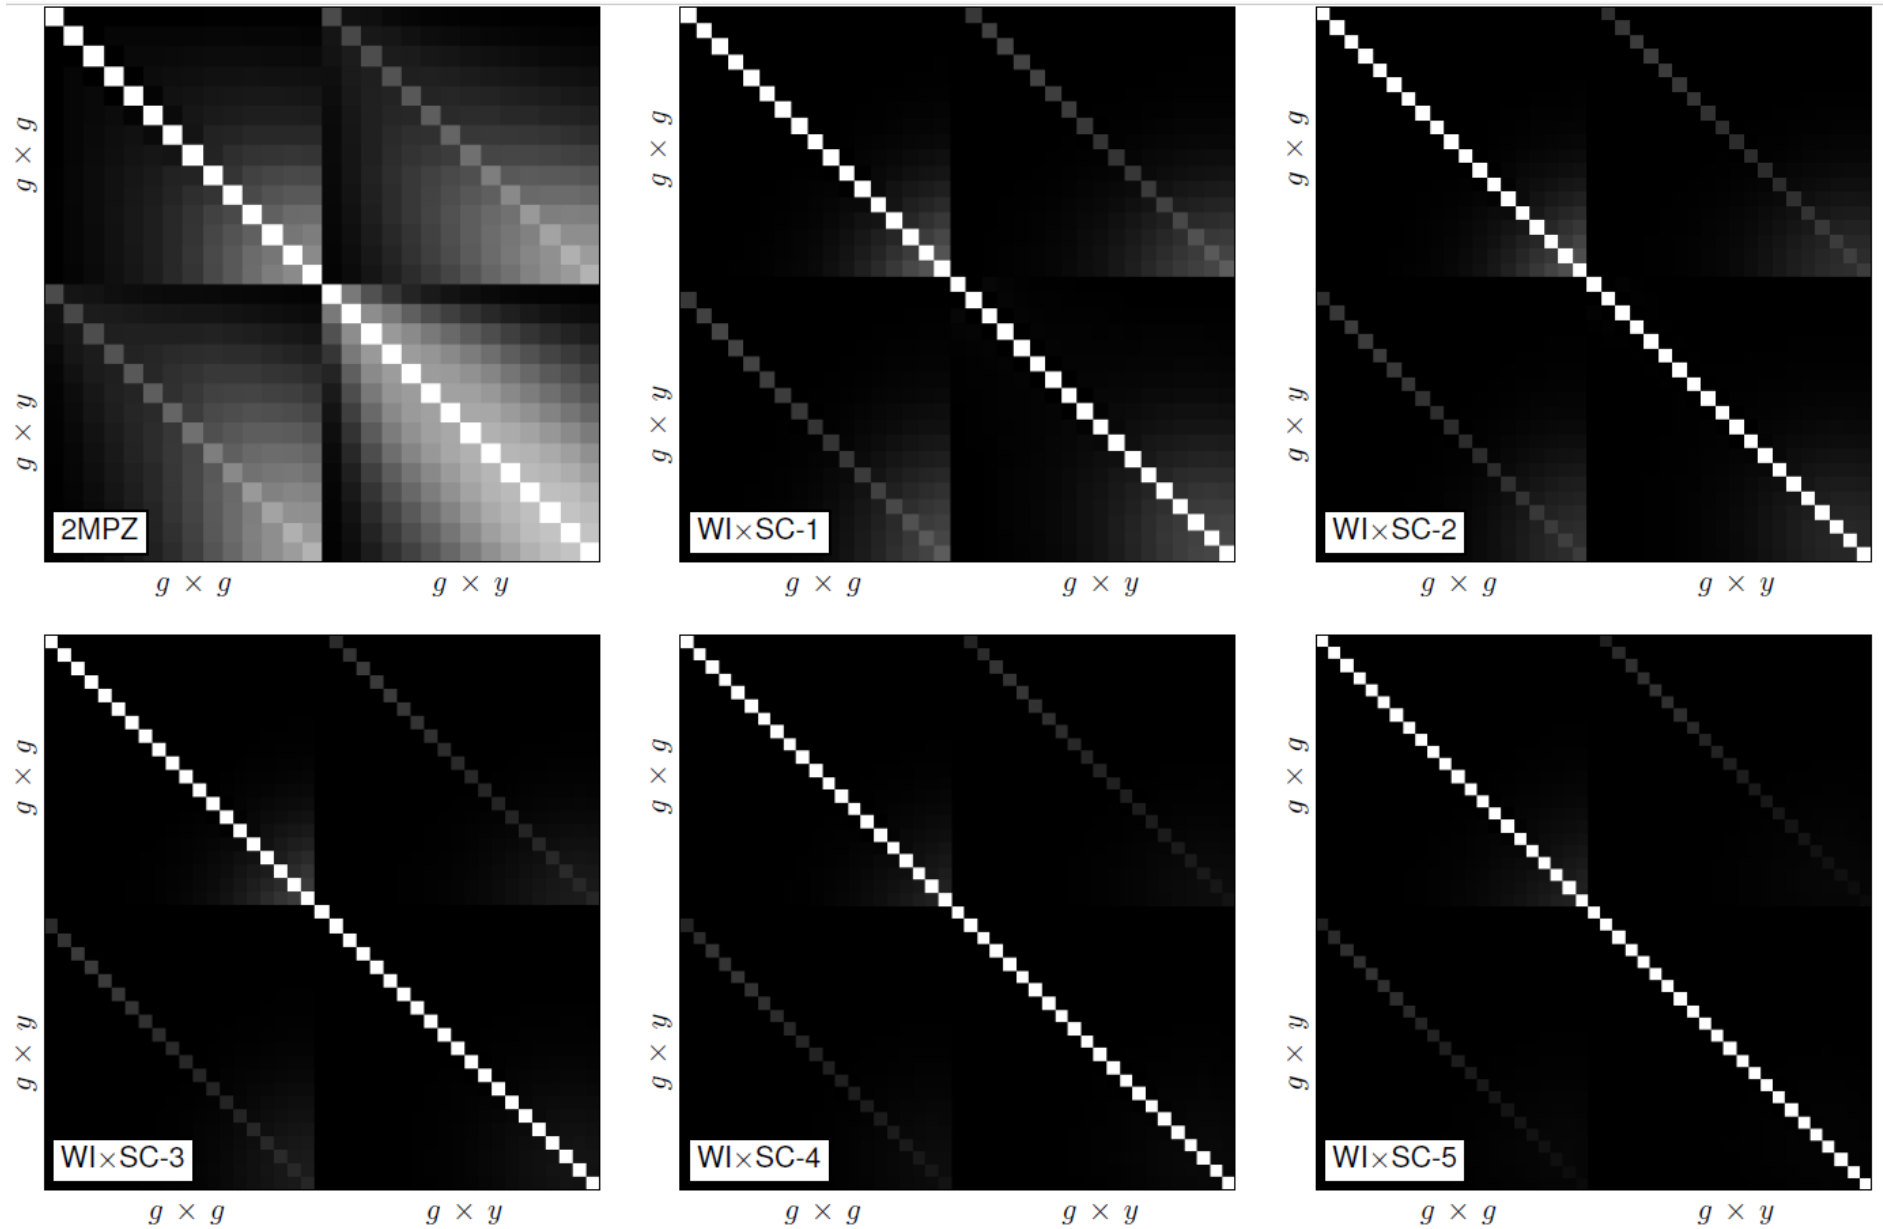 g × g
g × y
2MPZ
g × g
g × y
g × g
g × y
WI×SC-1
g × g
g × y
g × g
g × y
WI×SC-2
g × g
g × y
g × g
g × y
WI×SC-3
g × g
g × y
g × g
g × y
WI×SC-4
g × g
g × y
g × g
g × y
WI×SC-5
g × g
g × y